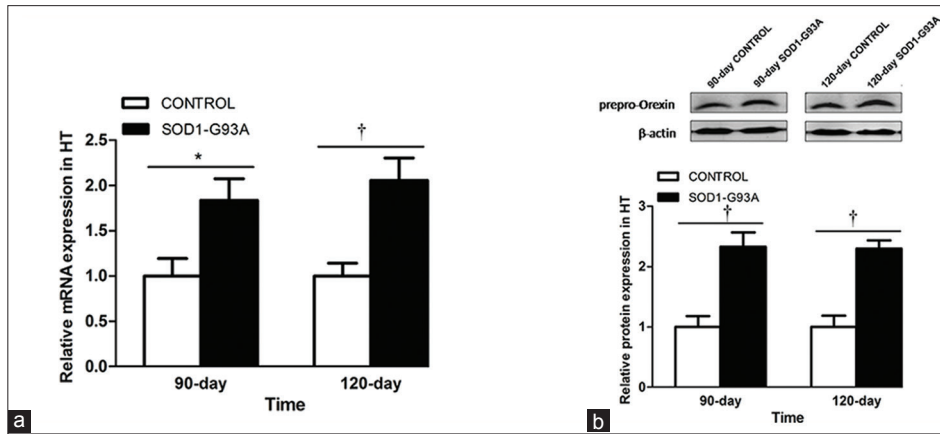 CONTROL
SOD1-G93A
Relative mRNA expression in HT
2.5
2.0
1.5
1.0
0.5
0.0
*
†
90-day
120-day
Time
a
90-day CONTROL
90-day SOD1-G93A
120-day CONTROL
120-day SOD1-G93A
prepro-Orexin
β-actin
CONTROL
SOD1-G93A
Relative protein expression in HT
3
2
1
0
†
†
90-day
120-day
Time
b